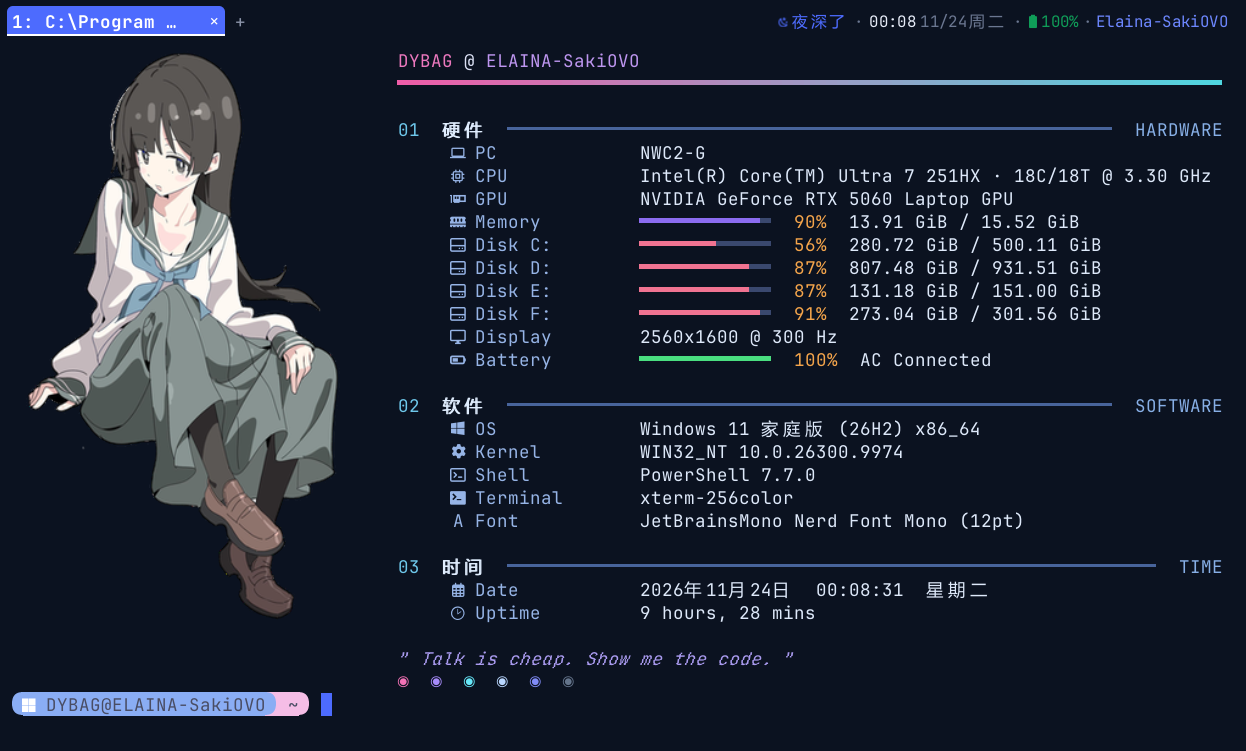 1: C:\Program … × +
夜深了 · 00:08 11/24周二 · 100% · Elaina-SakiOVO
DYBAG @ ELAINA-SakiOVO
01 硬件 HARDWARE
PC NWC2-G
CPU Intel(R) Core(TM) Ultra 7 251HX · 18C/18T @ 3.30 GHz
GPU NVIDIA GeForce RTX 5060 Laptop GPU
Memory 90% 13.91 GiB / 15.52 GiB
Disk C: 56% 280.72 GiB / 500.11 GiB
Disk D: 87% 807.48 GiB / 931.51 GiB
Disk E: 87% 131.18 GiB / 151.00 GiB
Disk F: 91% 273.04 GiB / 301.56 GiB
Display 2560x1600 @ 300 Hz
Battery 100% AC Connected
02 软件 SOFTWARE
OS Windows 11 家庭版 (26H2) x86_64
Kernel WIN32_NT 10.0.26300.9974
Shell PowerShell 7.7.0
Terminal xterm-256color
A Font JetBrainsMono Nerd Font Mono (12pt)
03 时间 TIME
Date 2026年11月24日 00:08:31 星期二
Uptime 9 hours, 28 mins
” Talk is cheap. Show me the code. ”
DYBAG@ELAINA-SakiOVO ~